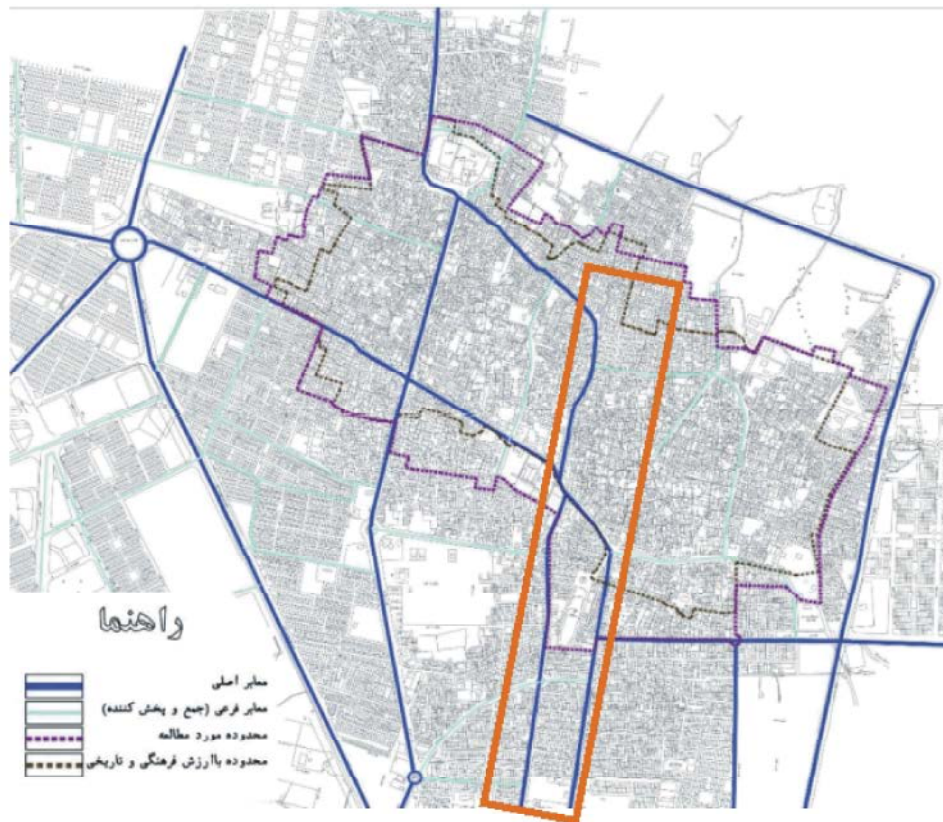 راهنما
معابر اصلی
معابر فرعی (جمع و پخش کننده)
محدوده مورد مطالعه
محدوده باارزش فرهنگی و تاریخی